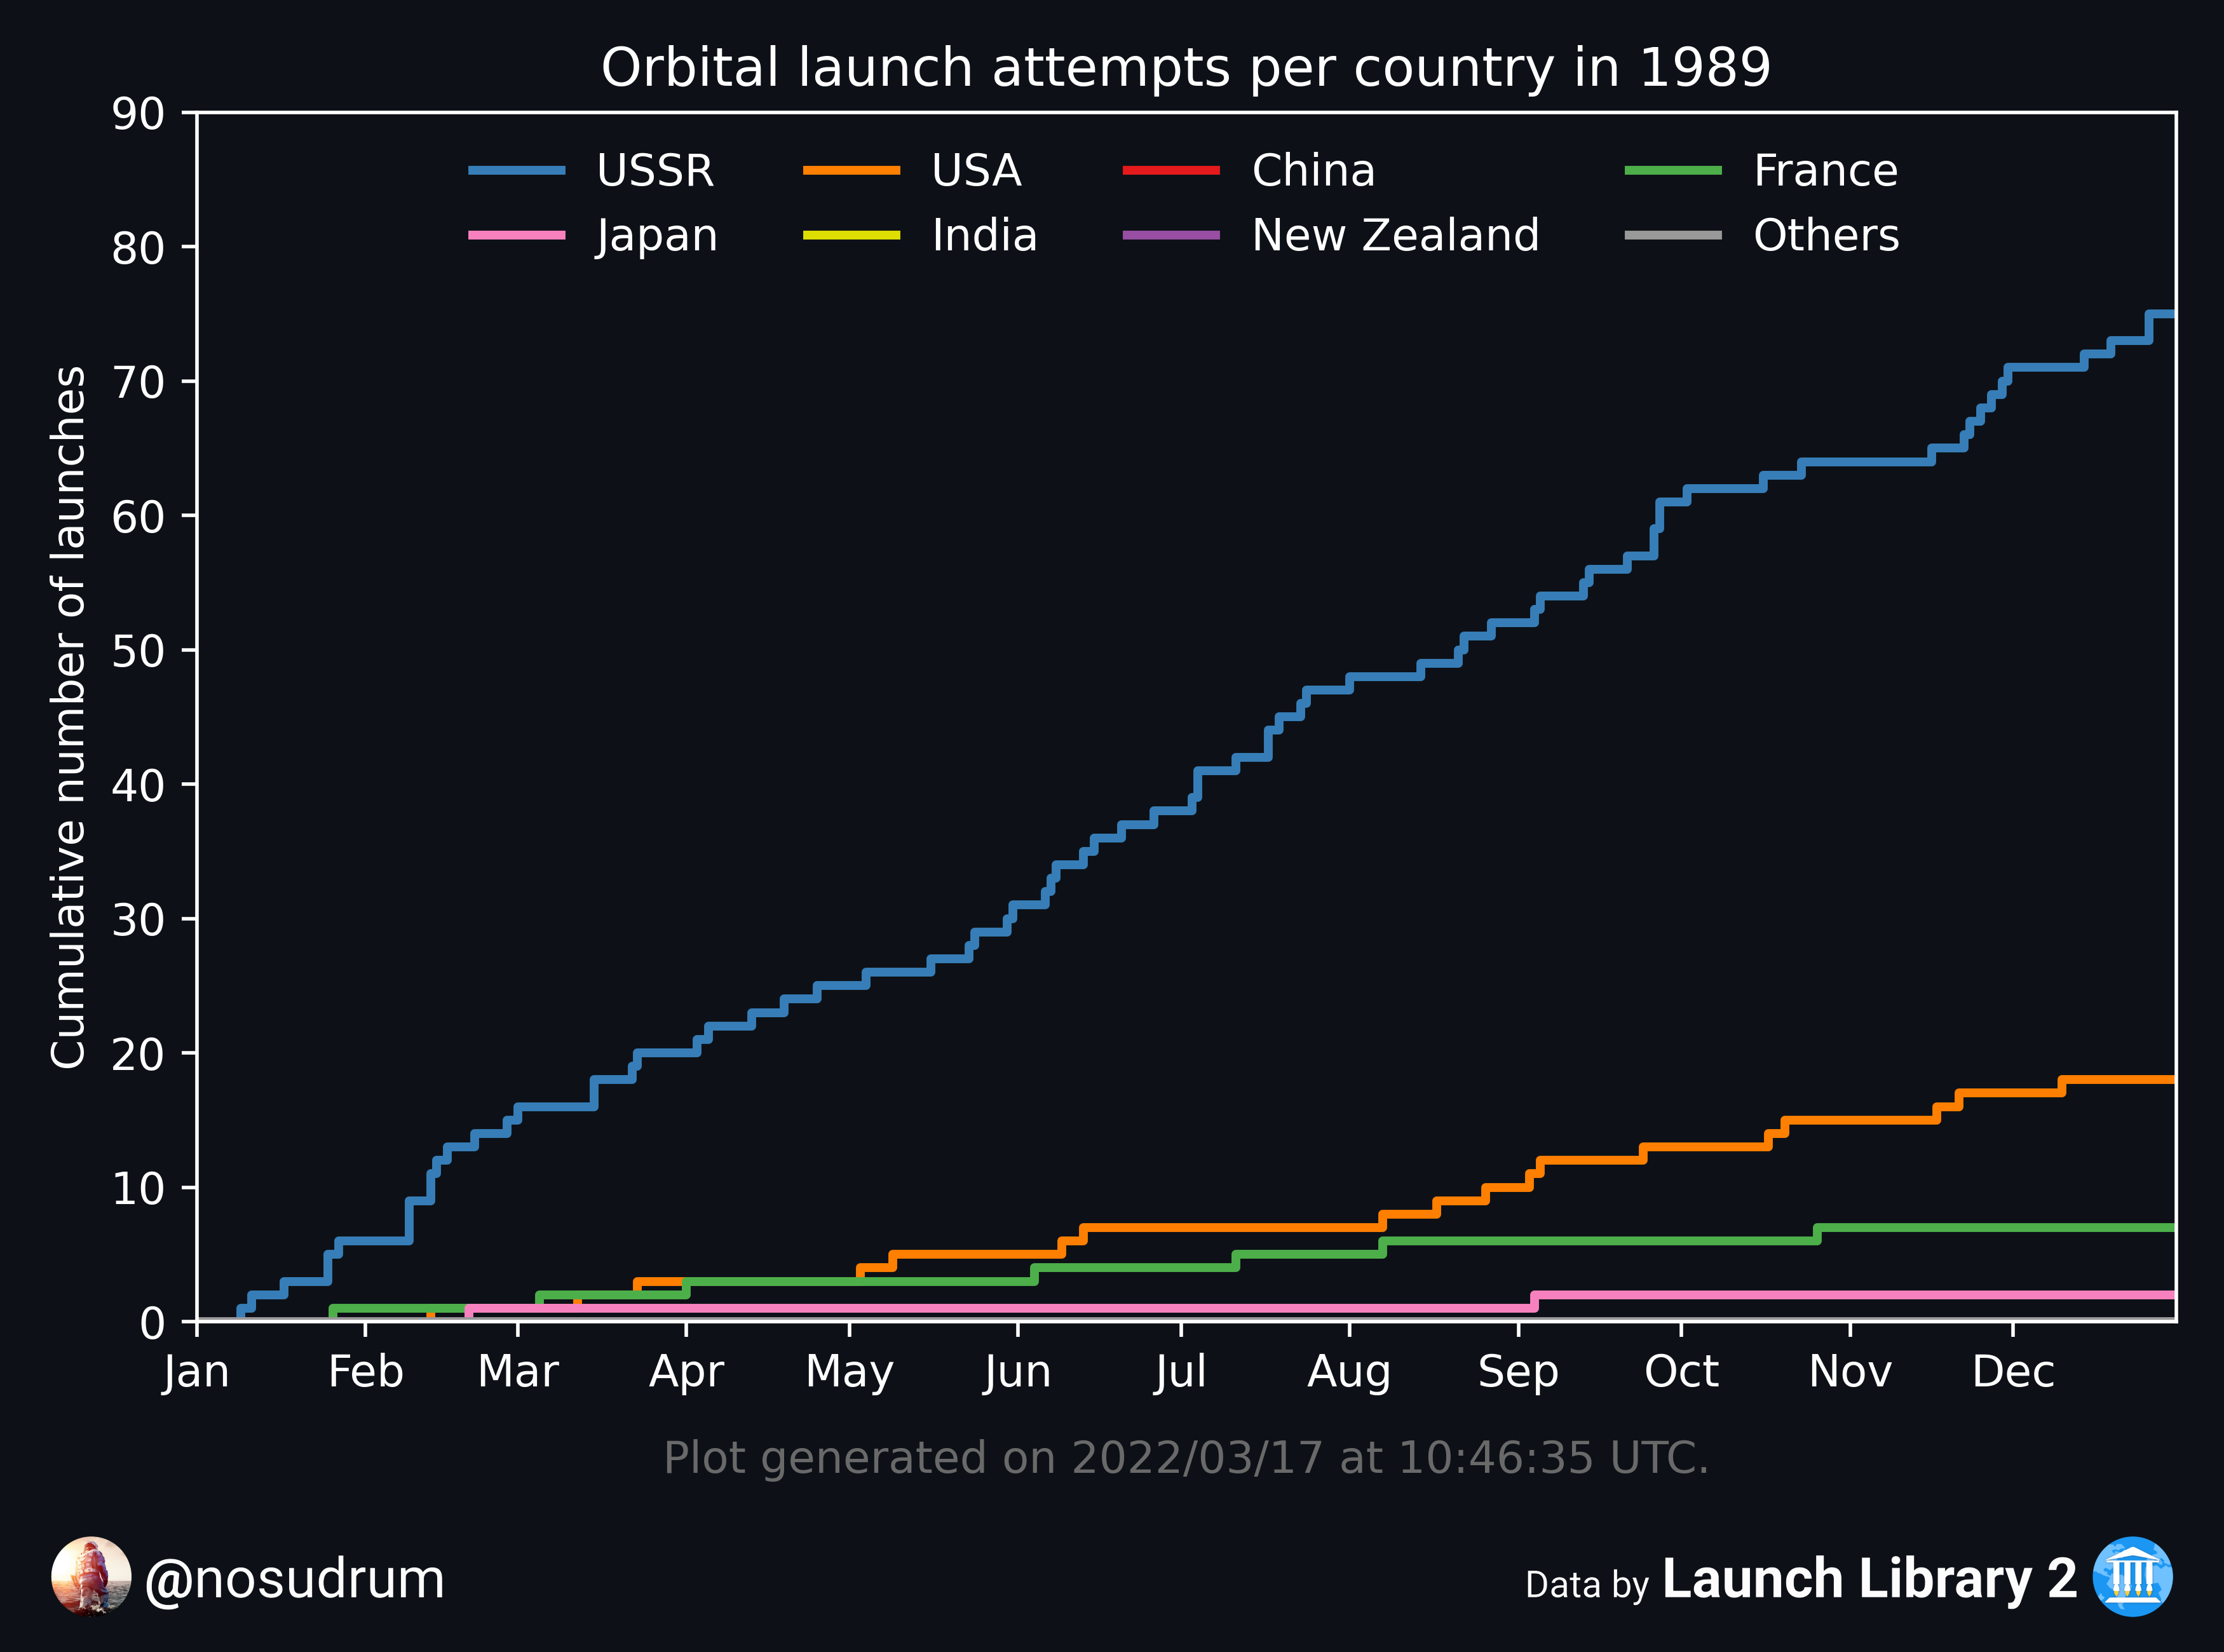 Orbital launch attempts per country in 1989
USSR USA China France
Japan India New Zealand Others
Cumulative number of launches
90
80
70
60
50
40
30
20
10
0
Jan Feb Mar Apr May Jun Jul Aug Sep Oct Nov Dec
Plot generated on 2022/03/17 at 10:46:35 UTC.
@nosudrum Data by Launch Library 2